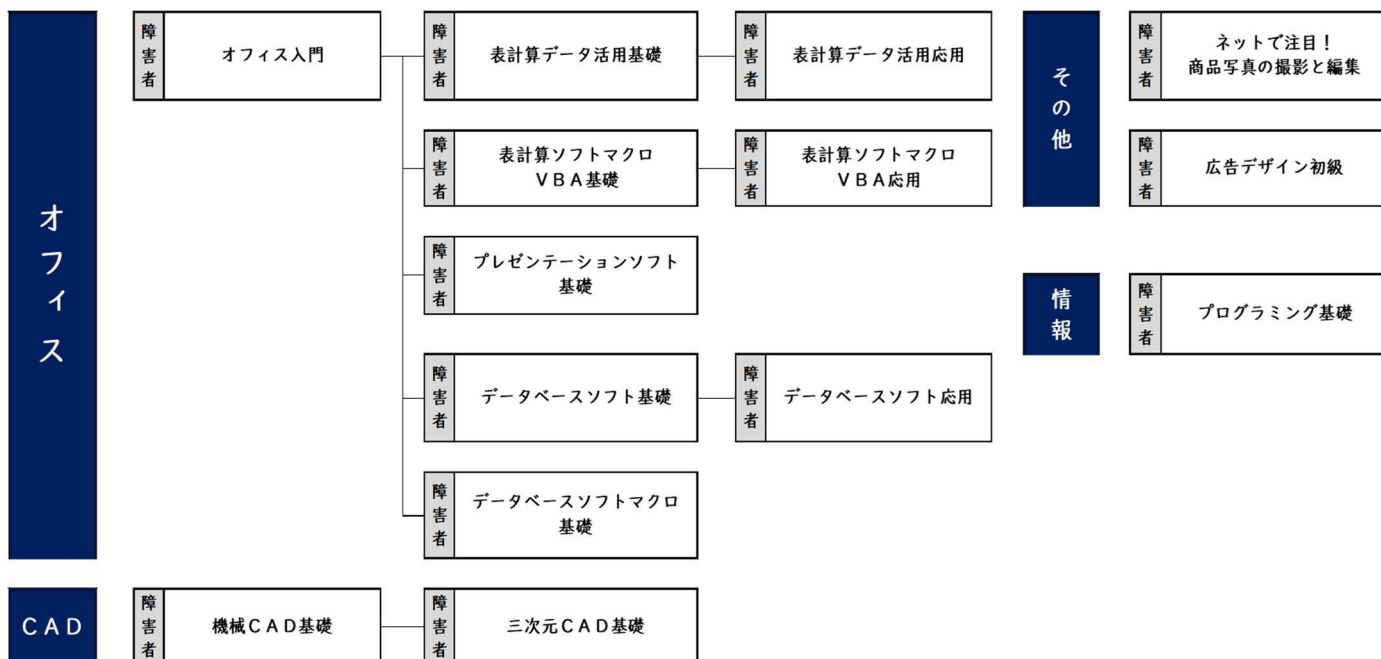 オフィス
障害者
オフィス入門
障害者
表計算データ活用基礎
障害者
表計算データ活用応用
障害者
表計算ソフトマクロ
ＶＢＡ基礎
障害者
表計算ソフトマクロ
ＶＢＡ応用
障害者
プレゼンテーションソフト
基礎
障害者
データベースソフト基礎
障害者
データベースソフト応用
障害者
データベースソフトマクロ
基礎
ＣＡＤ
障害者
機械ＣＡＤ基礎
障害者
三次元ＣＡＤ基礎
その他
障害者
ネットで注目！
商品写真の撮影と編集
障害者
広告デザイン初級
情報
障害者
プログラミング基礎